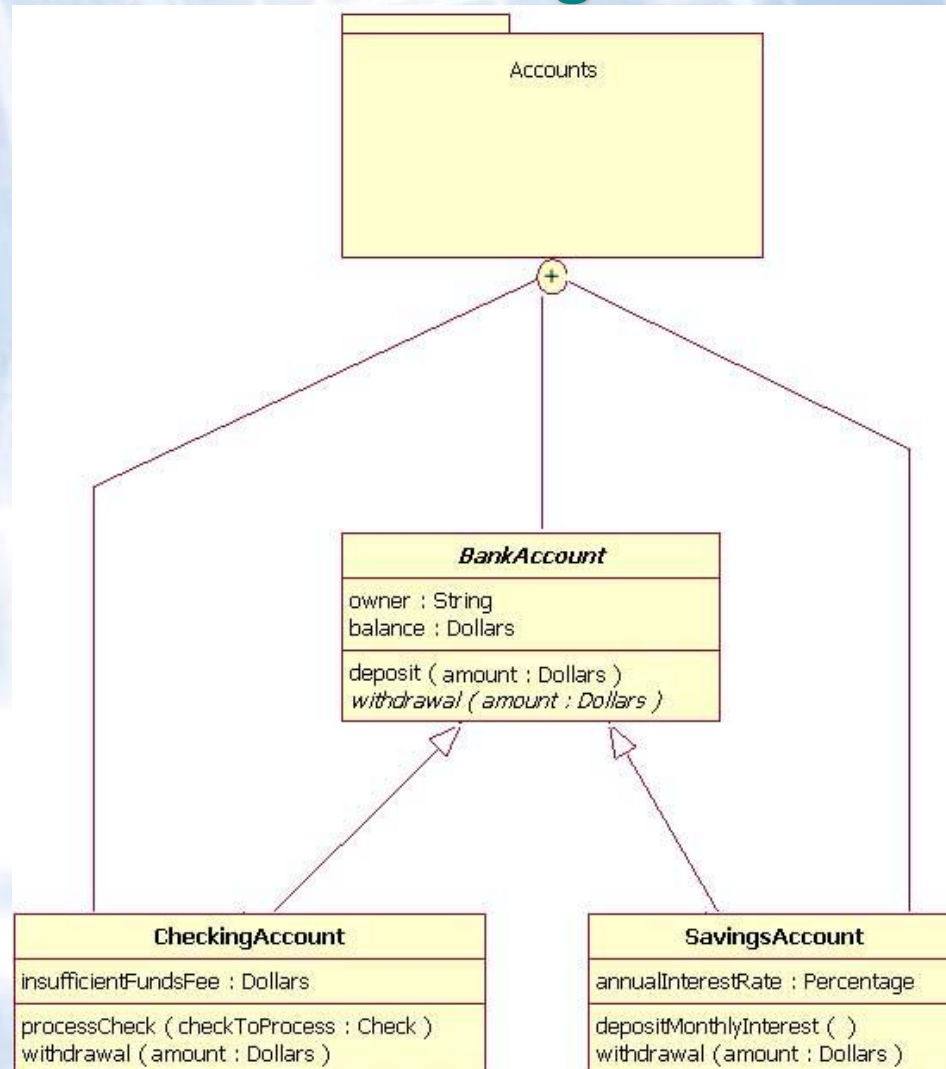 Accounts
+
BankAccount
owner : String
balance : Dollars
deposit ( amount : Dollars )
withdrawal ( amount : Dollars )
CheckingAccount
insufficientFundsFee : Dollars
processCheck ( checkToProcess : Check )
withdrawal ( amount : Dollars )
SavingsAccount
annualInterestRate : Percentage
depositMonthlyInterest ( )
withdrawal ( amount : Dollars )